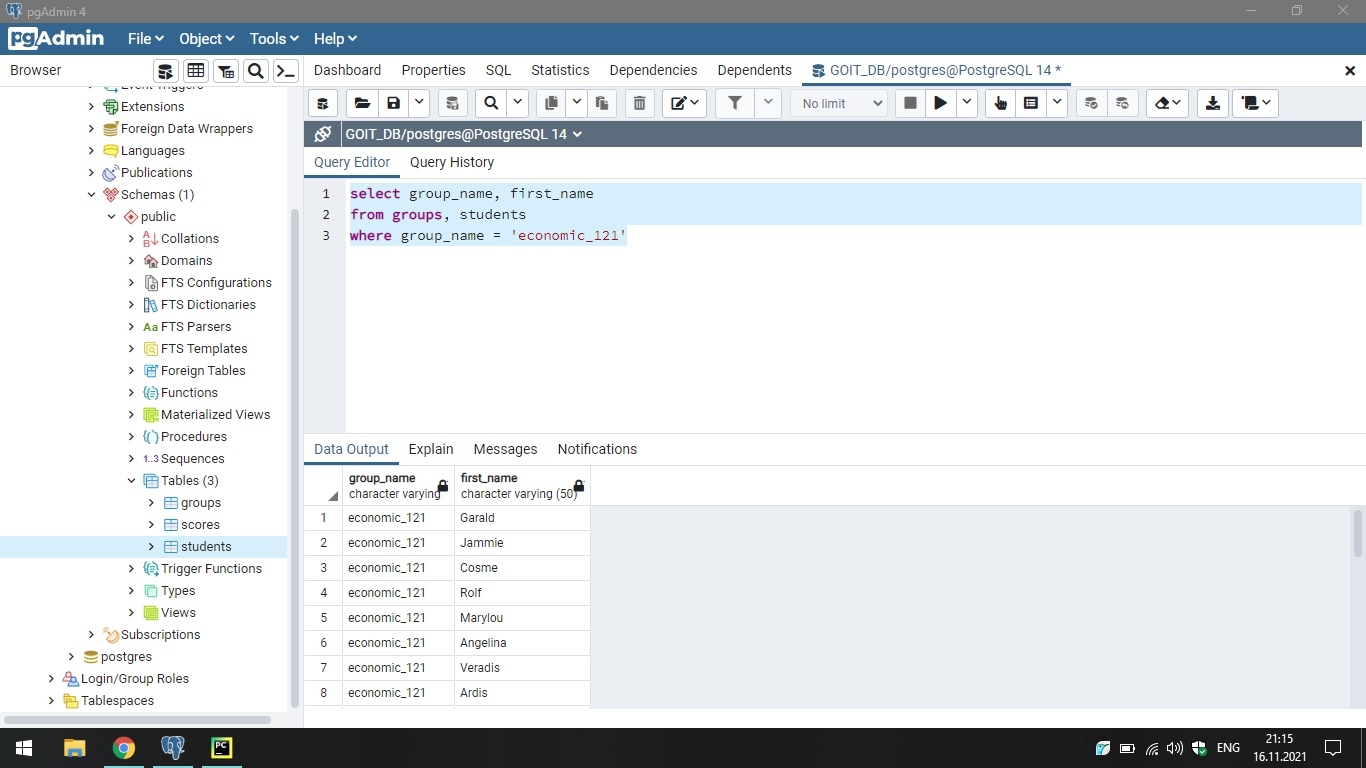 pgAdmin 4
pgAdmin File Object Tools Help
Browser
Dashboard Properties SQL Statistics Dependencies Dependents GOIT_DB/postgres@PostgreSQL 14 *
No limit
GOIT_DB/postgres@PostgreSQL 14
Query Editor Query History
1 select group_name, first_name
2 from groups, students
3 where group_name = 'economic_121'
Event Triggers
Extensions
Foreign Data Wrappers
Languages
Publications
Schemas (1)
public
Collations
Domains
FTS Configurations
FTS Dictionaries
Aa FTS Parsers
FTS Templates
Foreign Tables
Functions
Materialized Views
Procedures
1..3 Sequences
Tables (3)
groups
scores
students
Trigger Functions
Types
Views
Subscriptions
postgres
Login/Group Roles
Tablespaces
Data Output Explain Messages Notifications
group_name first_name
character varying character varying (50)
1 economic_121 Garald
2 economic_121 Jammie
3 economic_121 Cosme
4 economic_121 Rolf
5 economic_121 Marylou
6 economic_121 Angelina
7 economic_121 Veradis
8 economic_121 Ardis
PC
ENG
21:15
16.11.2021